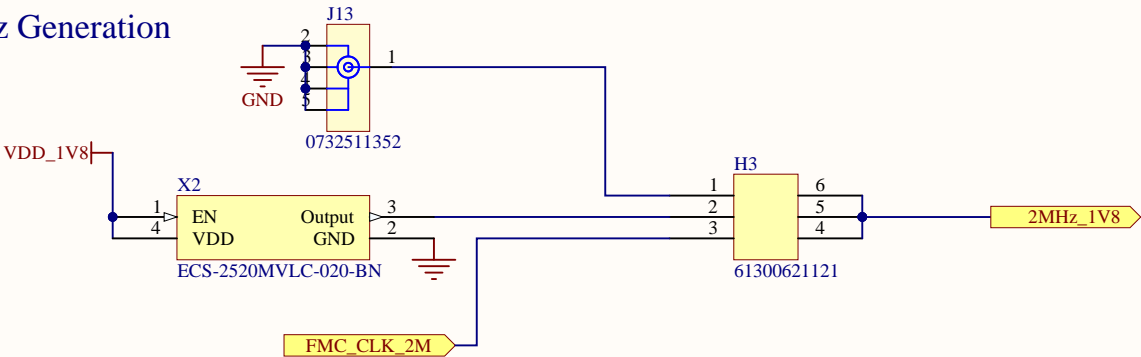 z Generation
J13
2
3
4
5
1
GND
0732511352
VDD_1V8
X2
1
EN
Output
3
4
VDD
GND
2
ECS-2520MVLC-020-BN
H3
1
6
2
5
3
4
61300621121
2MHz_1V8
FMC_CLK_2M